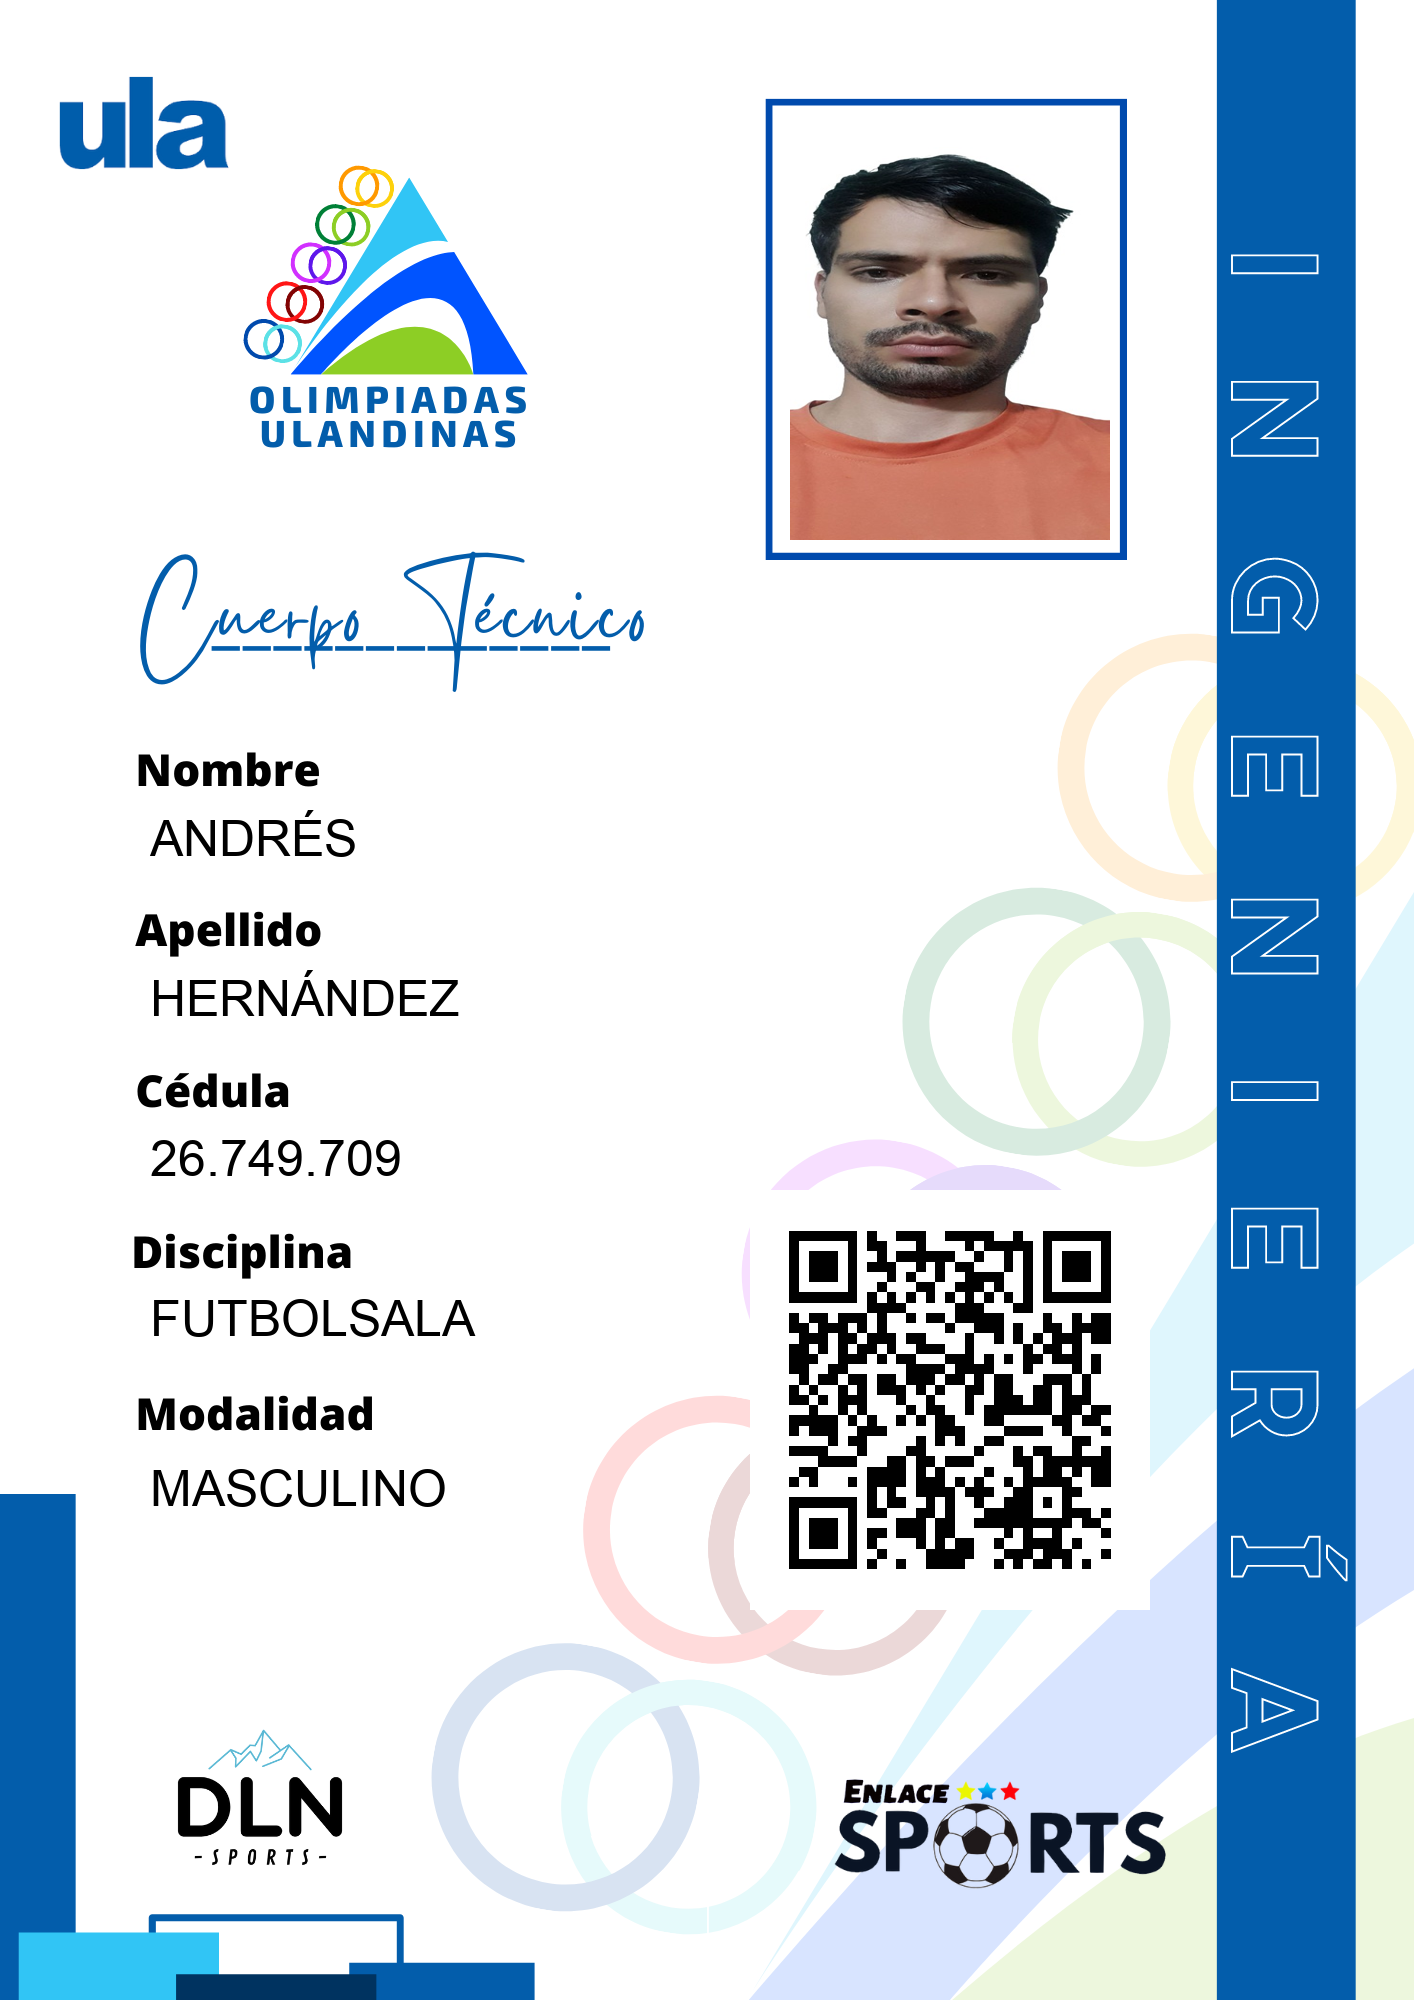 ula
OLIMPIADAS
ULANDINAS
Cuerpo Técnico
Nombre
ANDRÉS
Apellido
HERNÁNDEZ
Cédula
26.749.709
Disciplina
FUTBOLSALA
Modalidad
MASCULINO
INGENIERÍA
DLN
-SPORTS-
ENLACE
SPORTS